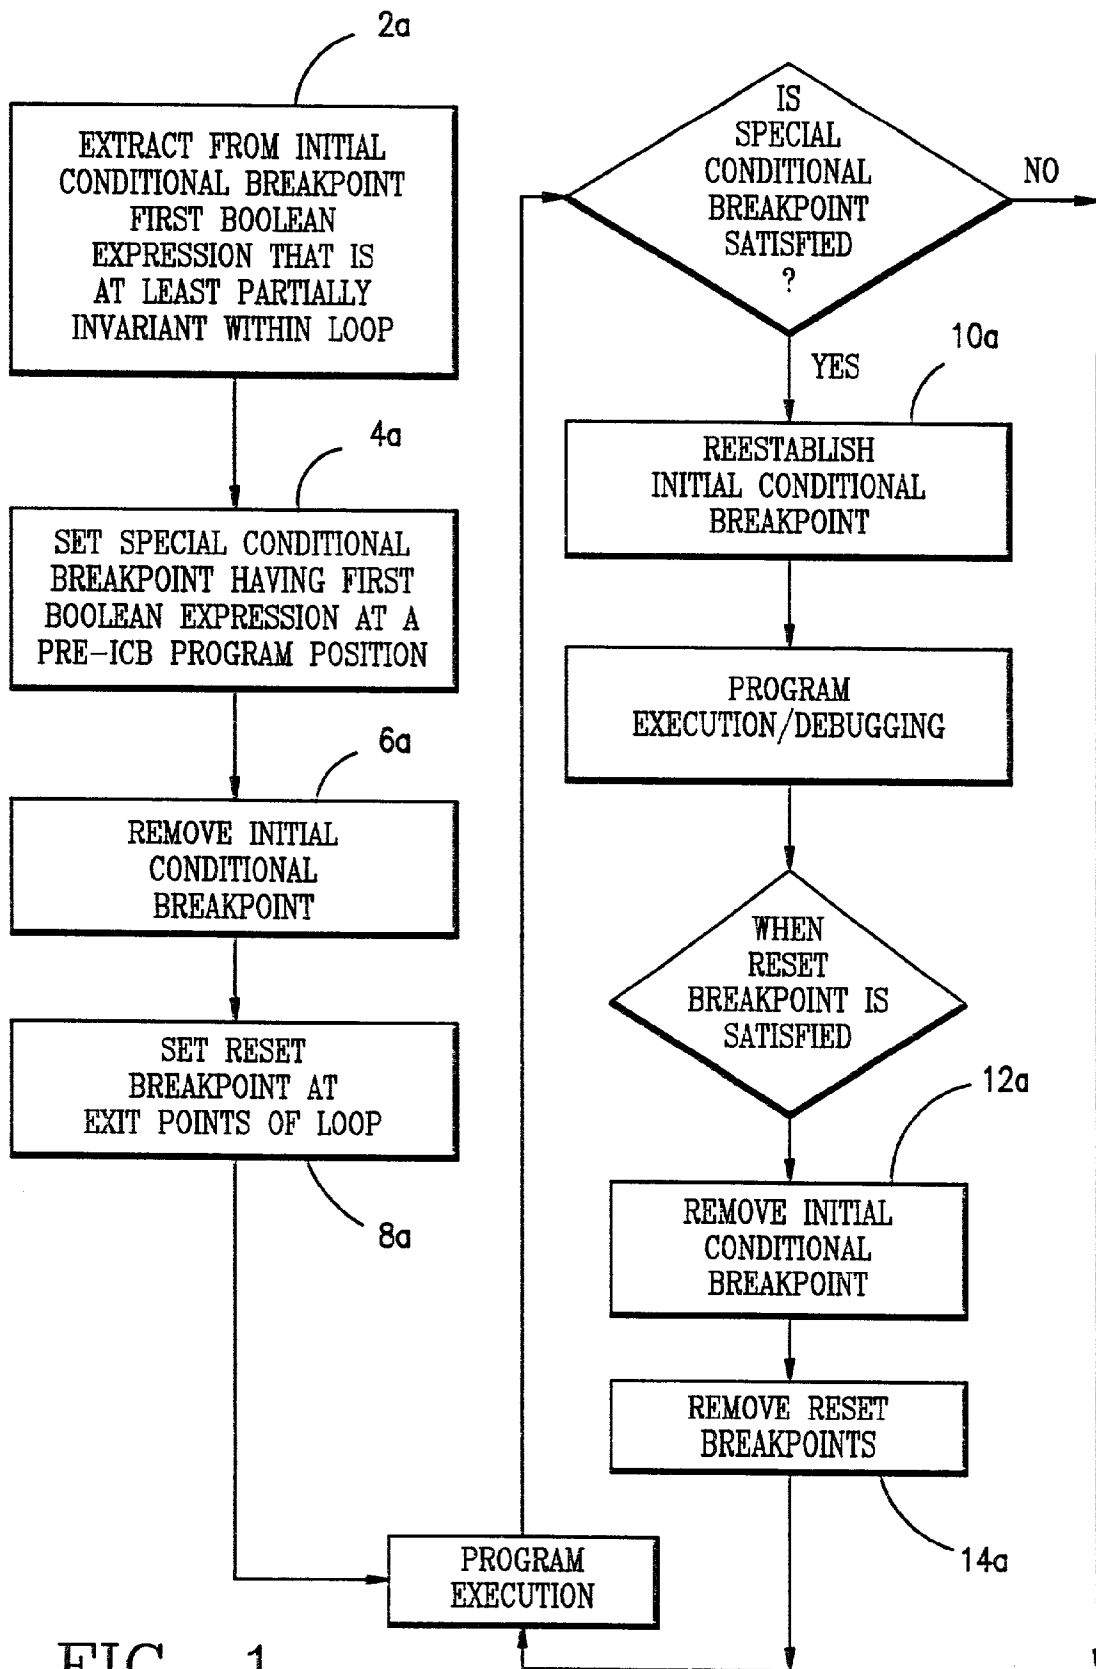 2a
EXTRACT FROM INITIAL
CONDITIONAL BREAKPOINT
FIRST BOOLEAN
EXPRESSION THAT IS
AT LEAST PARTIALLY
INVARIANT WITHIN LOOP
4a
SET SPECIAL CONDITIONAL
BREAKPOINT HAVING FIRST
BOOLEAN EXPRESSION AT A
PRE-ICB PROGRAM POSITION
6a
REMOVE INITIAL
CONDITIONAL
BREAKPOINT
SET RESET
BREAKPOINT AT
EXIT POINTS OF LOOP
8a
PROGRAM
EXECUTION
IS
SPECIAL
CONDITIONAL
BREAKPOINT
SATISFIED
?
NO
YES
10a
REESTABLISH
INITIAL CONDITIONAL
BREAKPOINT
PROGRAM
EXECUTION/DEBUGGING
WHEN
RESET
BREAKPOINT IS
SATISFIED
12a
REMOVE INITIAL
CONDITIONAL
BREAKPOINT
REMOVE RESET
BREAKPOINTS
14a
FIG. 1